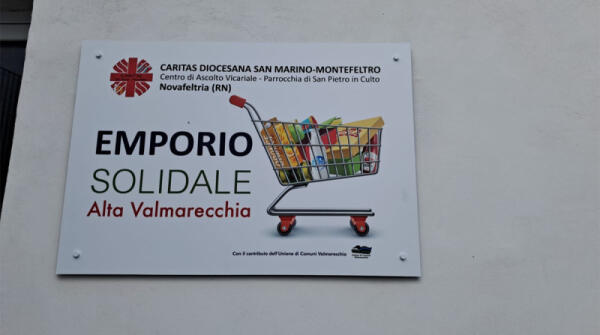 CARITAS DIOCESANA SAN MARINO-MONTEFELTRO
Centro di Ascolto Vicariale - Parrocchia di San Pietro in Culto
Novafeltria (RN)
EMPORIO
SOLIDALE
Alta Valmarecchia
Con il contributo dell'Unione di Comuni Valmarecchia